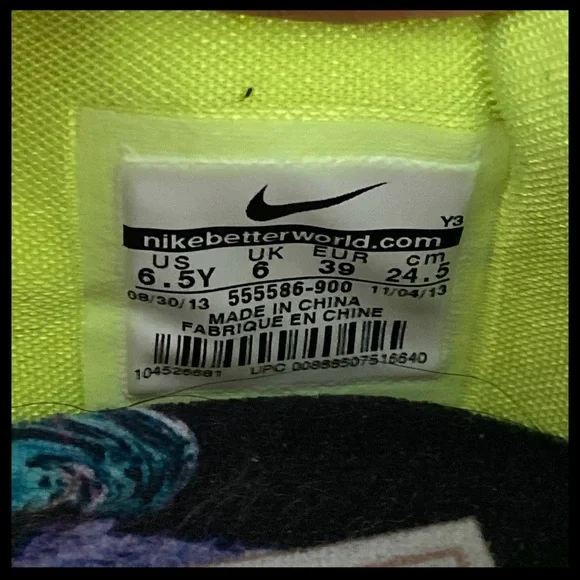 Y3
nikebetterworld.com
US UK EUR cm
6.5Y 6 39 24.5
08/30/13 555586-900 11/04/13
MADE IN CHINA
FABRIQUE EN CHINE
104526681 UPC 00888507516640